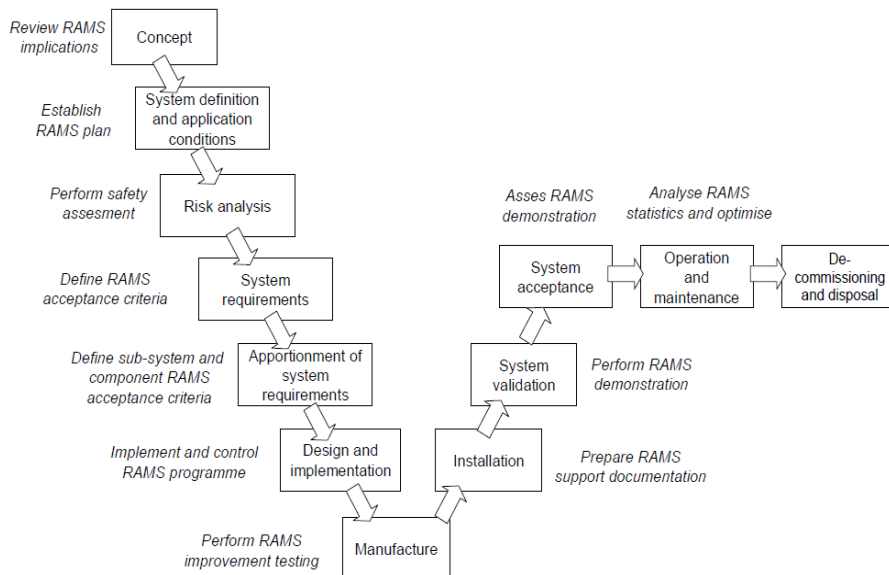 Review RAMS
implications
Concept
Establish
RAMS plan
System definition
and application
conditions
Perform safety
assesment
Risk analysis
Define RAMS
acceptance criteria
System
requirements
Define sub-system and
component RAMS
acceptance criteria
Apportionment of
system
requirements
Implement and control
RAMS programme
Design and
implementation
Perform RAMS
improvement testing
Manufacture
Installation
Prepare RAMS
support documentation
System
validation
Perform RAMS
demonstration
Asses RAMS
demonstration
System
acceptance
Analyse RAMS
statistics and optimise
Operation
and
maintenance
De-
commissioning
and disposal